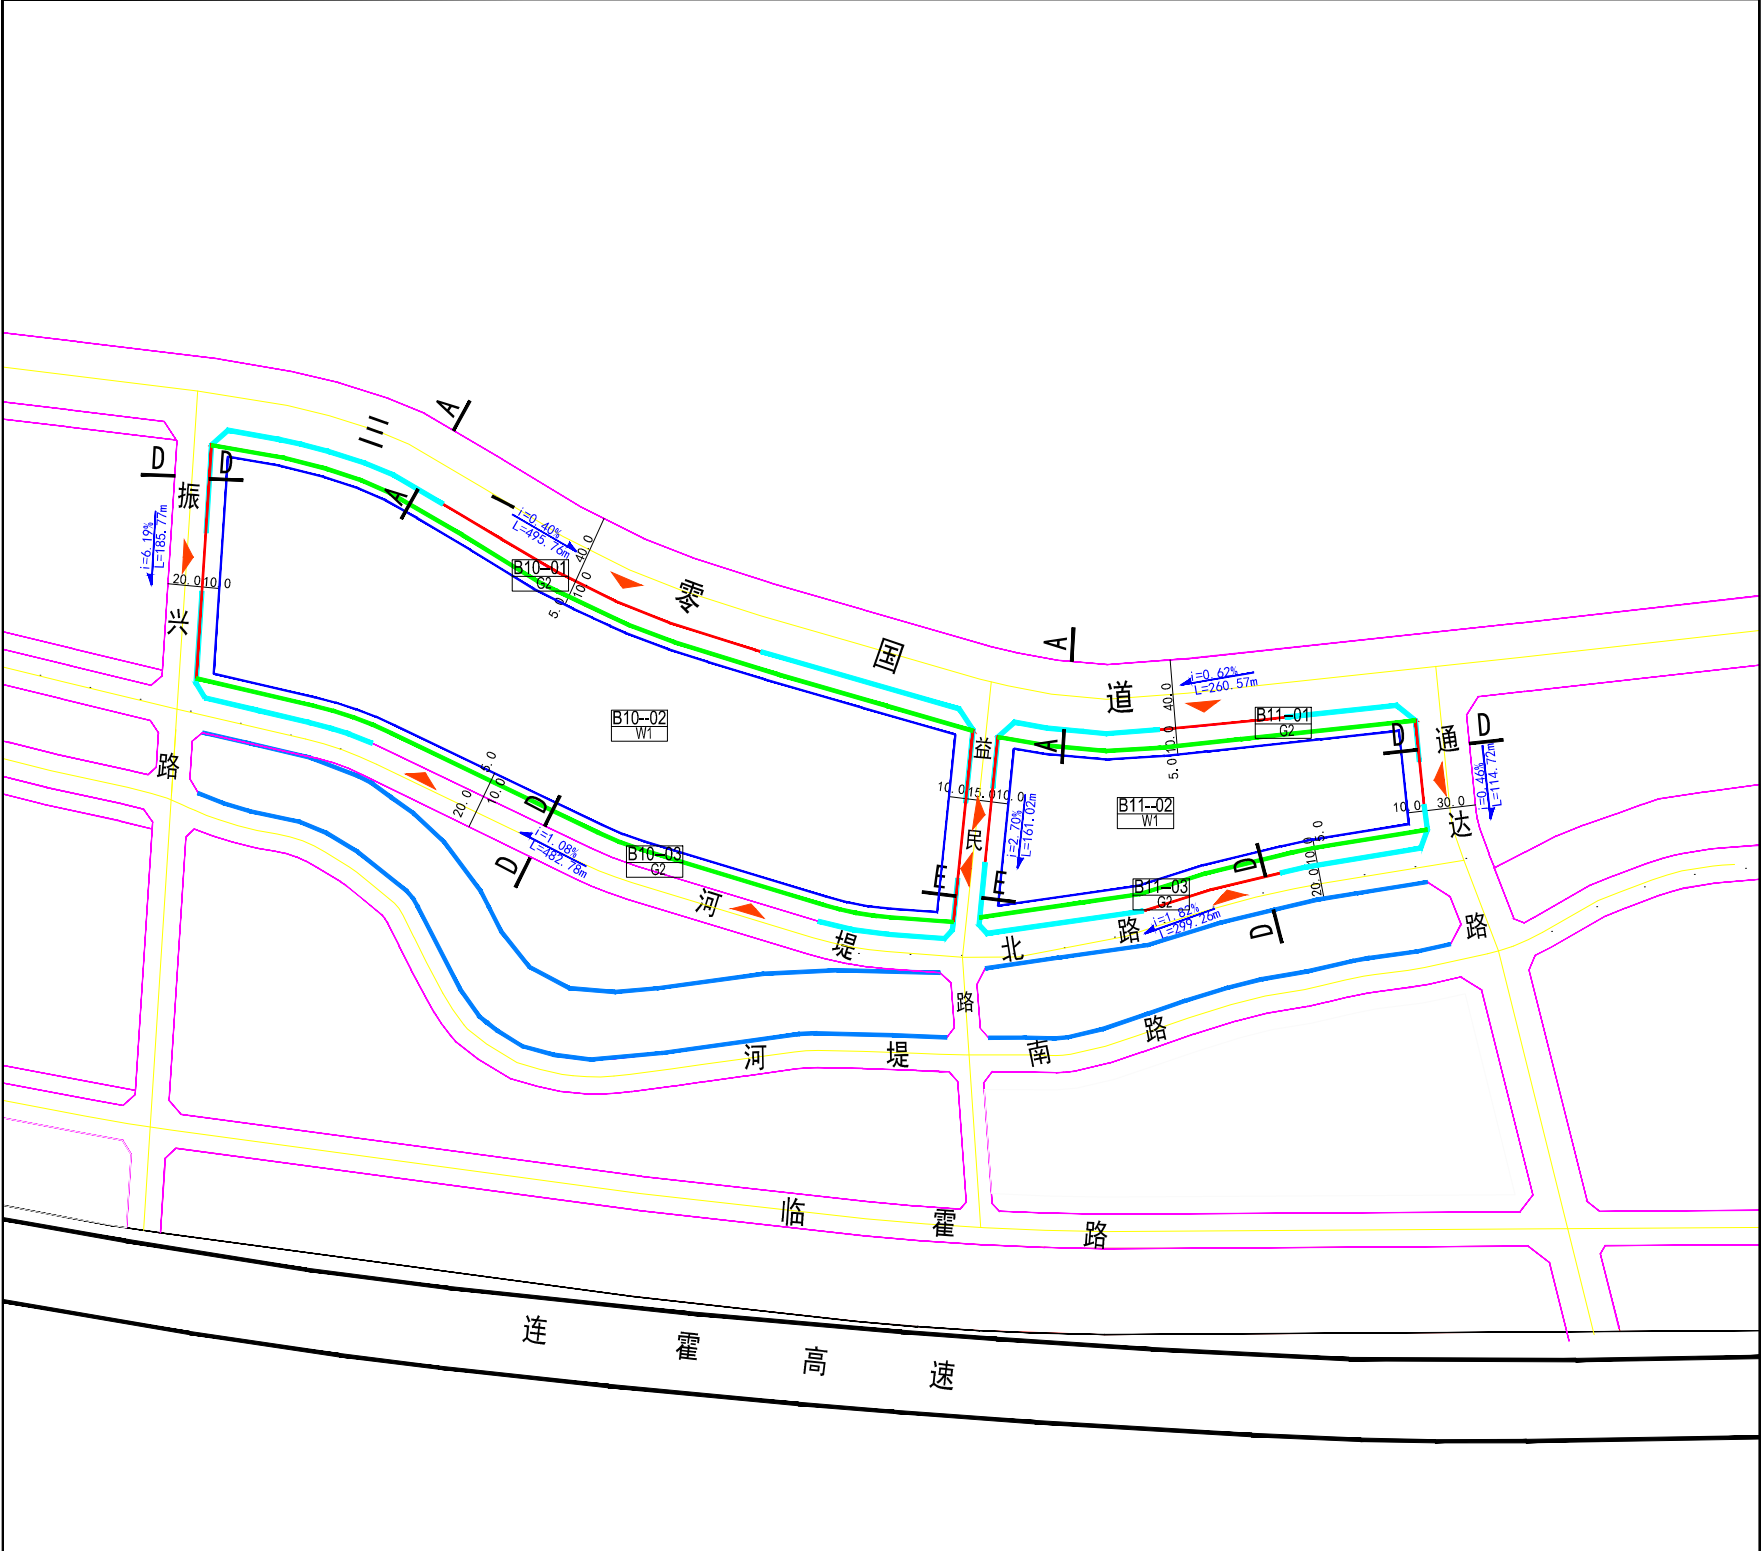 A
三
一
零
国
道
A
A
A
i=0.40%
L=495.76m
40.0
10.0
5.0
B10--01
G2
D
D
振
兴
路
i=6.19%
L=185.77m
20.0
10.0
B10--02
W1
i=0.62%
L=260.57m
40.0
10.0
5.0
B11--01
G2
益
民
路
10.0
15.0
10.0
i=2.70%
L=161.02m
E
E
B11--02
W1
D
D
通
达
路
10.0
30.0
i=0.46%
L=114.72m
5.0
10.0
20.0
D
D
i=1.08%
L=482.78m
B10--03
G2
河
堤
北
路
B11--03
G2
i=1.82%
L=299.26m
5.0
10.0
20.0
D
D
河
堤
南
路
临
霍
路
连
霍
高
速